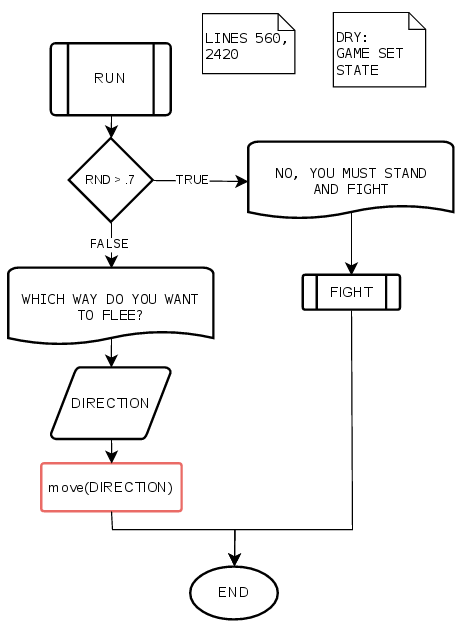 LINES 560,
2420
DRY:
GAME SET
STATE
RUN
RND > .7
TRUE
NO, YOU MUST STAND
AND FIGHT
FALSE
WHICH WAY DO YOU WANT
TO FLEE?
FIGHT
DIRECTION
move(DIRECTION)
END